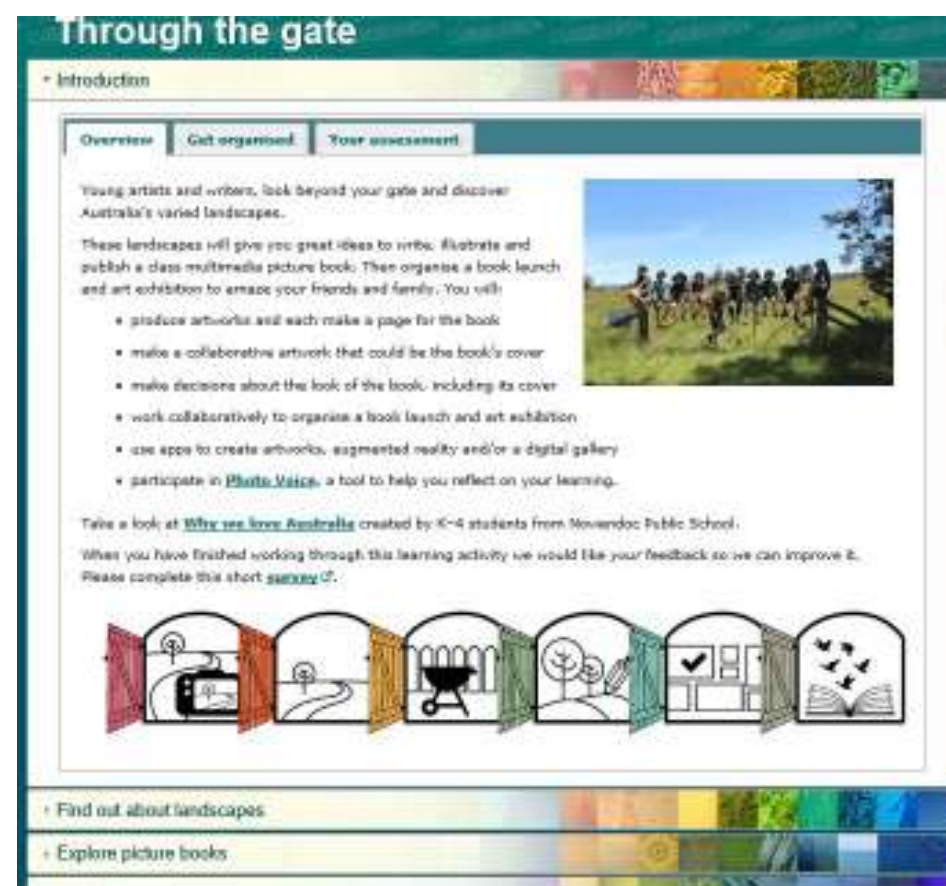 Through the gate
Introduction
Overview
Get organised
Your assessment
Young artists and writers, look beyond your gate and discover
Australia's varied landscapes.
These landscapes will give you great ideas to write, illustrate and
publish a class multimedia picture book. Then organise a book launch
and art exhibition to amaze your friends and family. You will:
• produce artworks and each make a page for the book
• make a collaborative artwork that could be the book's cover
• make decisions about the look of the book, including its cover
• work collaboratively to organise a book launch and art exhibition
• use apps to create artworks, augmented reality and/or a digital gallery
• participate in Photo Voice, a tool to help you reflect on your learning.
Take a look at Why we love Australia created by K-4 students from Nowendoc Public School.
When you have finished working through this learning activity we would like your feedback so we can improve it.
Please complete this short survey.
Find out about landscapes
Explore picture books